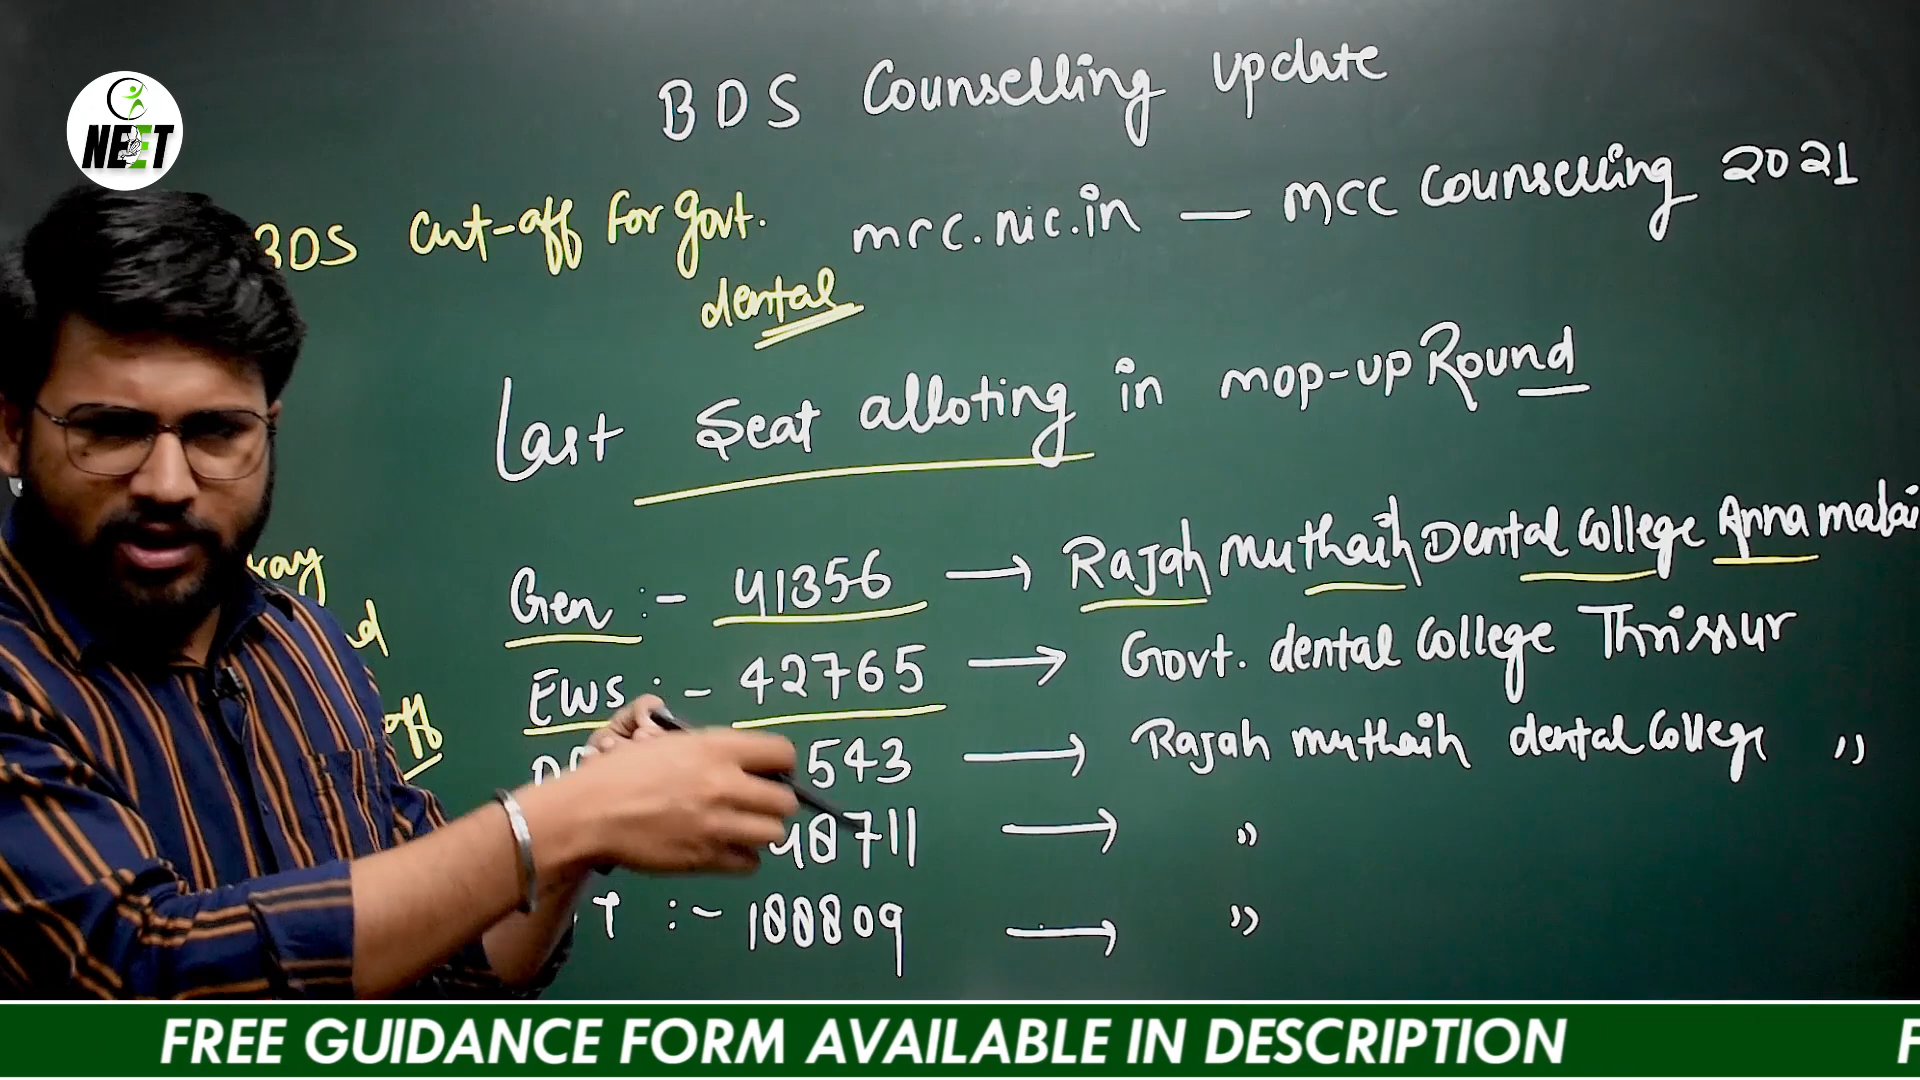 NEET
BDS Counselling update
BDS Cut-off for govt. dental
mcc.nic.in — MCC Counselling 2021
Last Seat alloting in mop-up Round
Gen :- 41356 → Rajah muthaih Dental College Annamalai
EWS :- 42765 → Govt. dental College Thrissur
543 → Rajah muthaih dental College "
→ "
T :- → "
off
FREE GUIDANCE FORM AVAILABLE IN DESCRIPTION
F